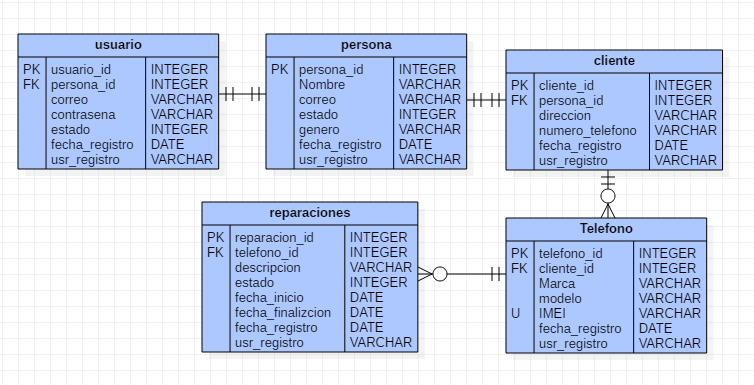 usuario
PK usuario_id INTEGER
FK persona_id INTEGER
correo VARCHAR
contrasena VARCHAR
estado INTEGER
fecha_registro DATE
usr_registro VARCHAR
persona
PK persona_id INTEGER
Nombre VARCHAR
correo VARCHAR
estado INTEGER
genero VARCHAR
fecha_registro DATE
usr_registro VARCHAR
cliente
PK cliente_id INTEGER
FK persona_id INTEGER
direccion VARCHAR
numero_telefono VARCHAR
fecha_registro DATE
usr_registro VARCHAR
reparaciones
PK reparacion_id INTEGER
FK telefono_id INTEGER
descripcion VARCHAR
estado INTEGER
fecha_inicio DATE
fecha_finalizcion DATE
fecha_registro DATE
usr_registro VARCHAR
Telefono
PK telefono_id INTEGER
FK cliente_id INTEGER
Marca VARCHAR
modelo VARCHAR
U IMEI VARCHAR
fecha_registro DATE
usr_registro VARCHAR